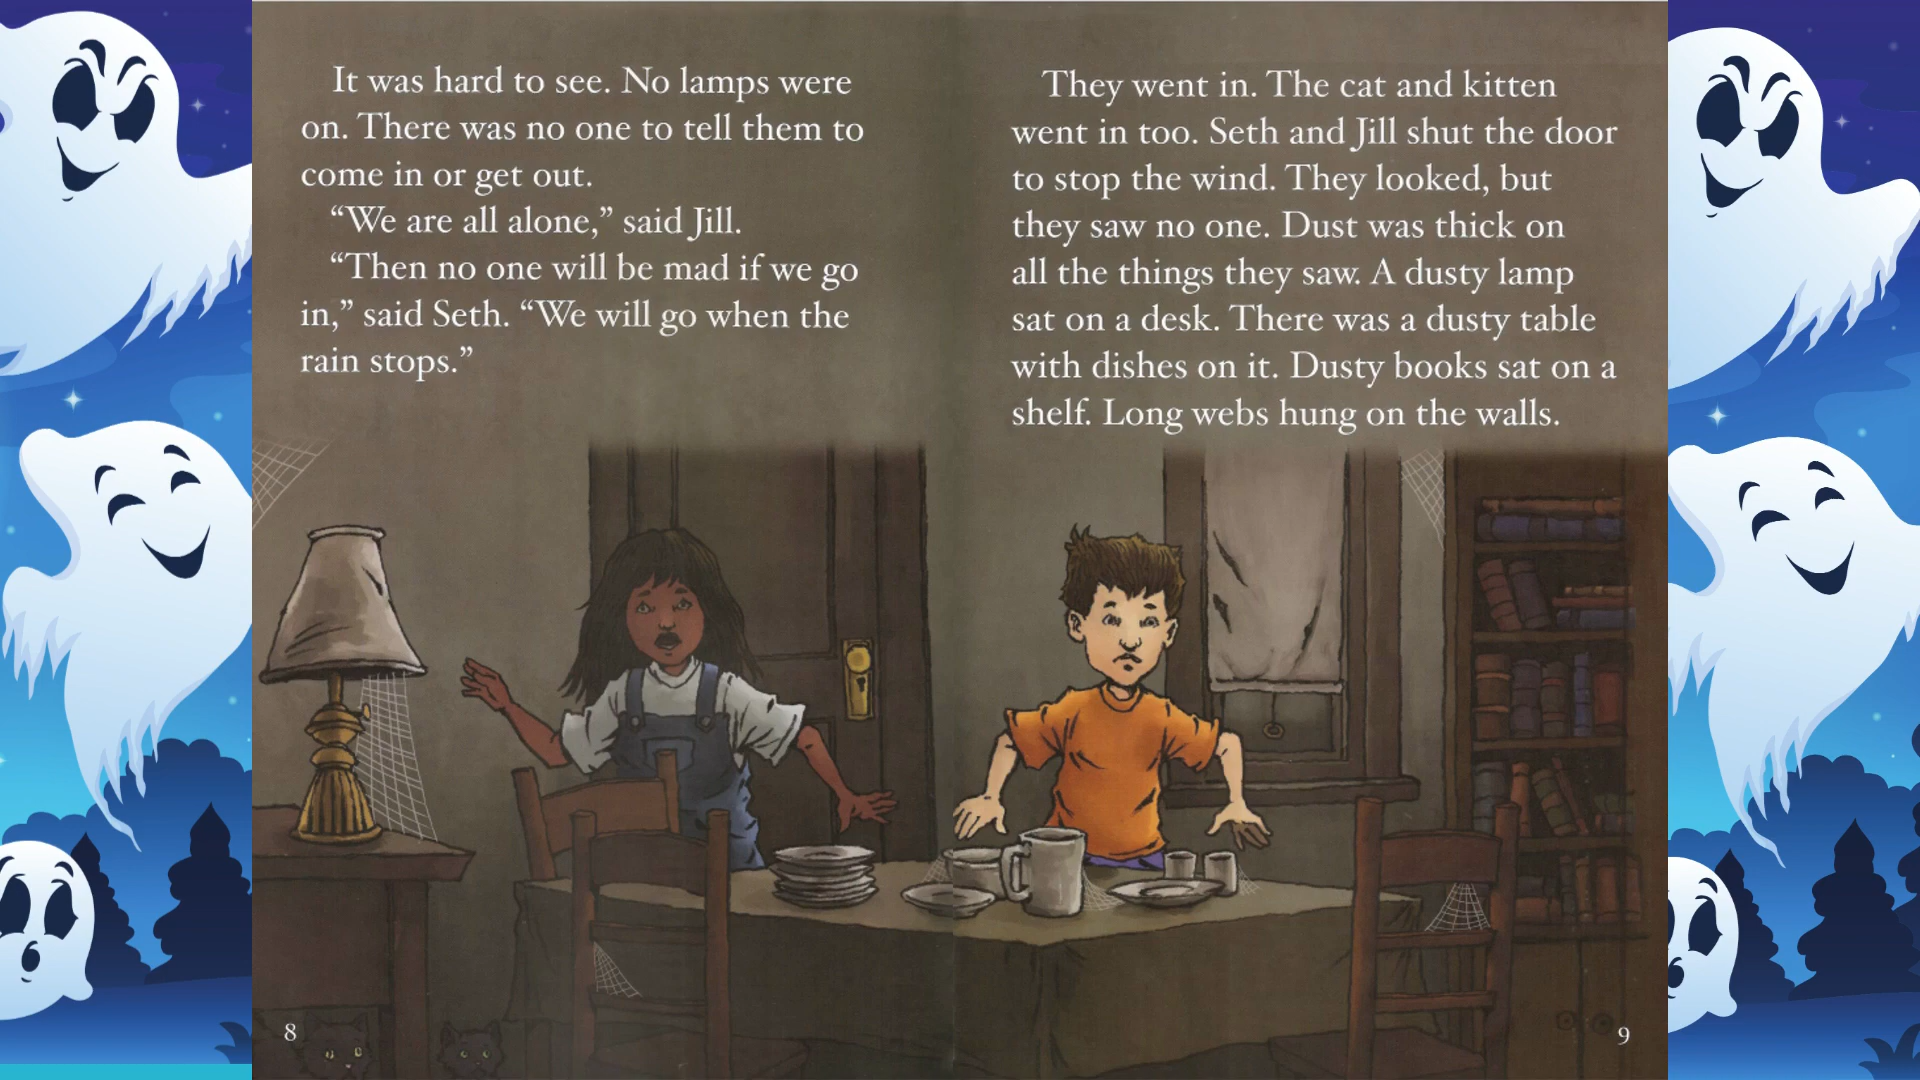 It was hard to see. No lamps were
on. There was no one to tell them to
come in or get out.
“We are all alone,” said Jill.
“Then no one will be mad if we go
in,” said Seth. “We will go when the
rain stops.”
8
They went in. The cat and kitten
went in too. Seth and Jill shut the door
to stop the wind. They looked, but
they saw no one. Dust was thick on
all the things they saw. A dusty lamp
sat on a desk. There was a dusty table
with dishes on it. Dusty books sat on a
shelf. Long webs hung on the walls.
9